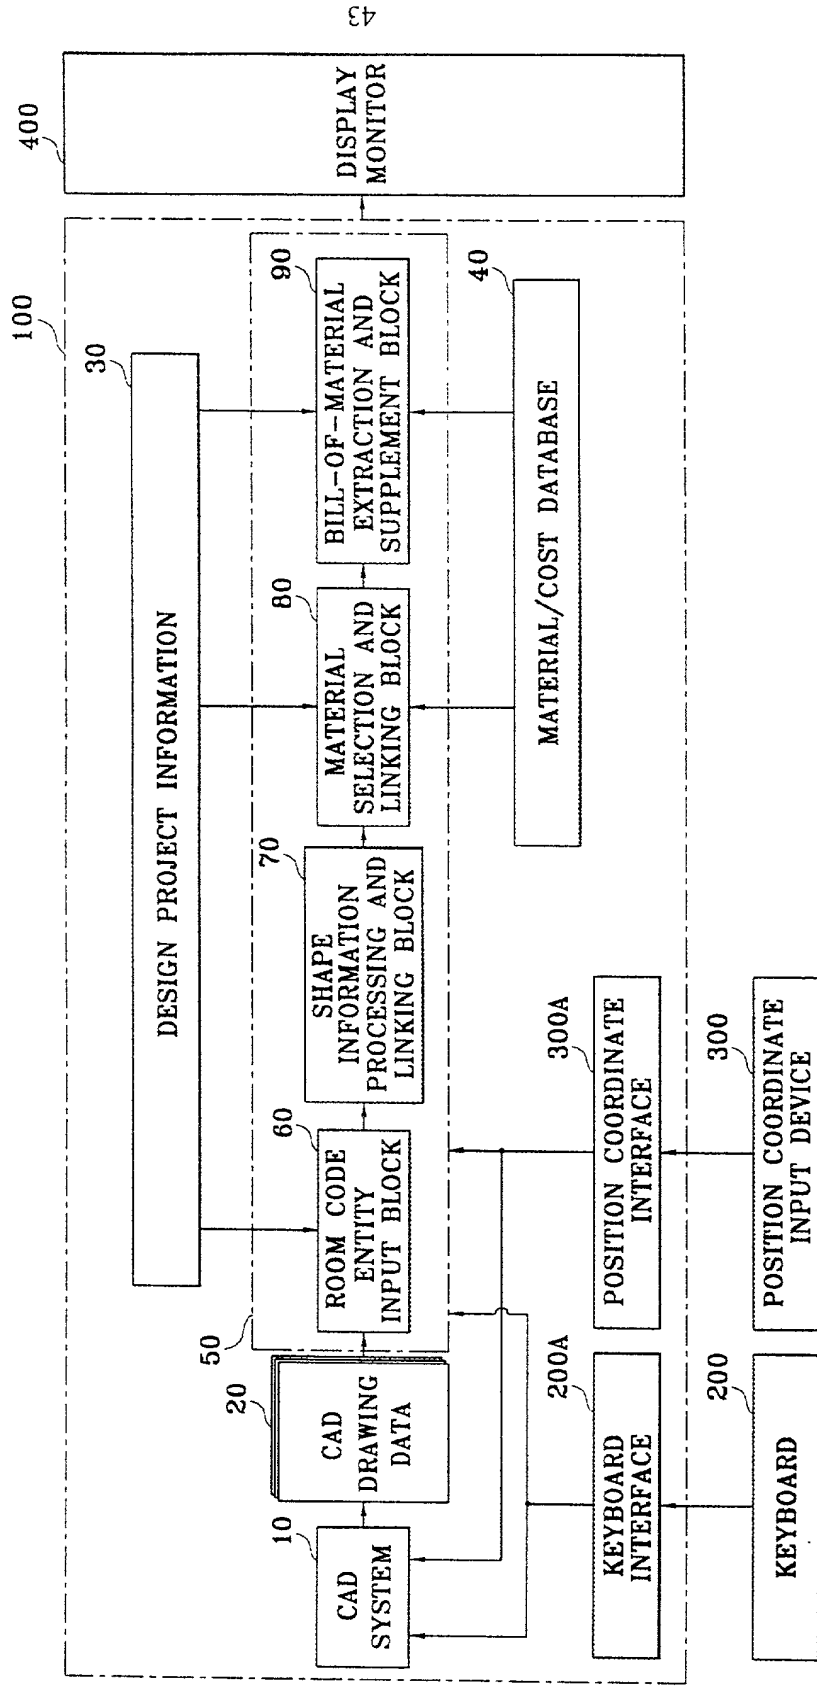 43
400
DISPLAY
MONITOR
100
30
DESIGN PROJECT INFORMATION
50
10
CAD
SYSTEM
20
CAD
DRAWING
DATA
60
ROOM CODE
ENTITY
INPUT BLOCK
70
SHAPE
INFORMATION
PROCESSING AND
LINKING BLOCK
80
MATERIAL
SELECTION AND
LINKING BLOCK
90
BILL-OF-MATERIAL
EXTRACTION AND
SUPPLEMENT BLOCK
40
MATERIAL/COST DATABASE
200A
KEYBOARD
INTERFACE
300A
POSITION COORDINATE
INTERFACE
200
KEYBOARD
300
POSITION COORDINATE
INPUT DEVICE